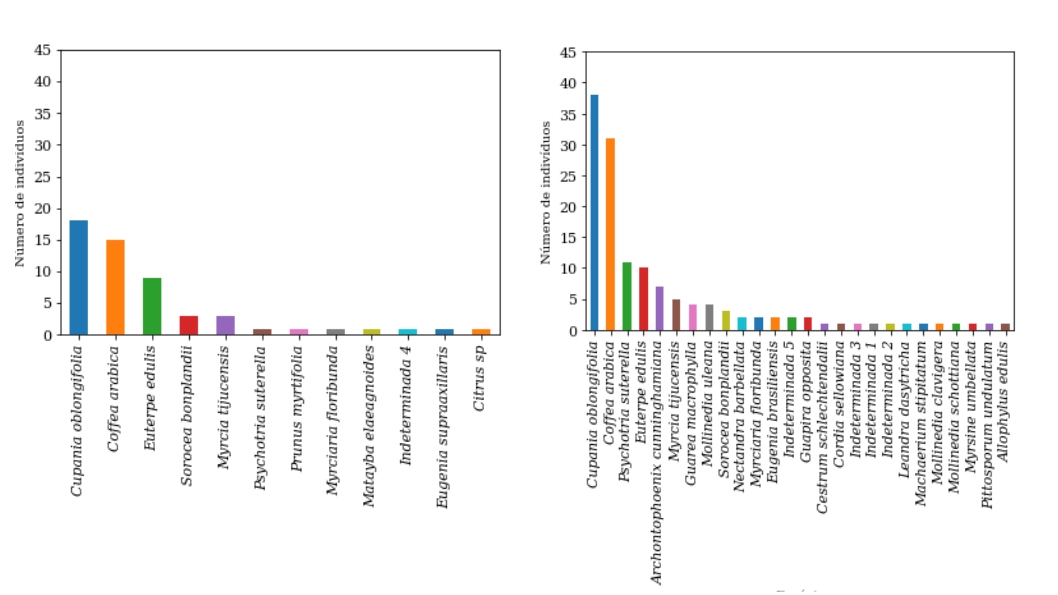 45
40
35
30
25
20
15
10
5
0
Número de indivíduos
Cupania oblongifolia
Coffea arabica
Euterpe edulis
Sorocea bonplandii
Myrcia tijucensis
Psychotria suterella
Prunus myrtifolia
Myrciaria floribunda
Matayba elaeagnoides
Indeterminada 4
Eugenia supraaxillaris
Citrus sp
45
40
35
30
25
20
15
10
5
0
Número de indivíduos
Cupania oblongifolia
Coffea arabica
Psychotria suterella
Euterpe edulis
Archontophoenix cunninghamiana
Myrcia tijucensis
Guarea macrophylla
Mollinedia uleana
Sorocea bonplandii
Nectandra barbellata
Myrciaria floribunda
Eugenia brasiliensis
Indeterminada 5
Guapira opposita
Cestrum schlechtendalii
Cordia sellowiana
Indeterminada 3
Indeterminada 1
Indeterminada 2
Leandra dasytricha
Machaerium stipitatum
Mollinedia clavigera
Mollinedia schottiana
Myrsine umbellata
Pittosporum undulatum
Allophylus edulis